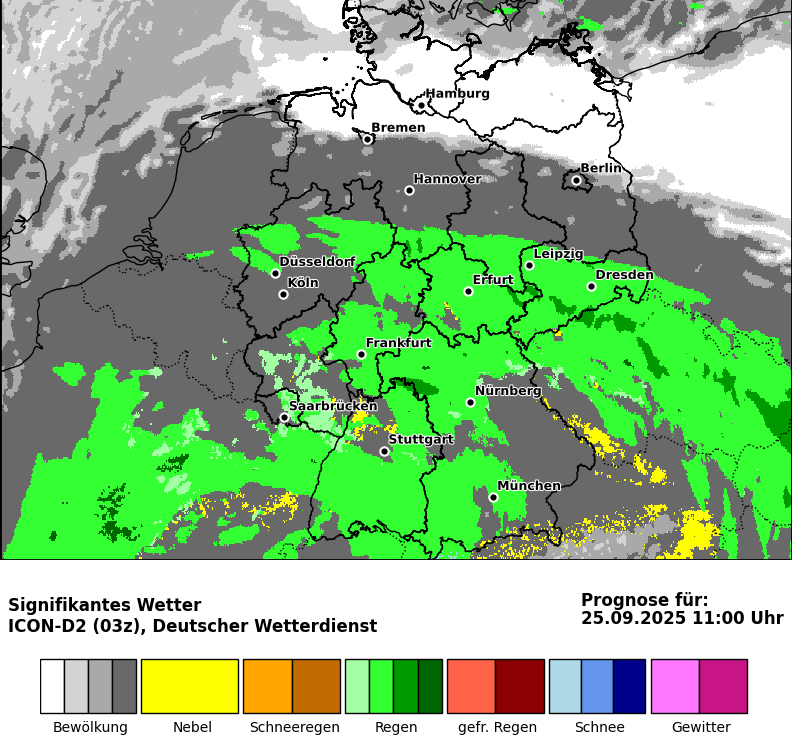 Hamburg
Bremen
Berlin
Hannover
Leipzig
Düsseldorf
Dresden
Köln
Erfurt
Frankfurt
Nürnberg
Saarbrücken
Stuttgart
München
Signifikantes Wetter
ICON-D2 (03z), Deutscher Wetterdienst
Prognose für:
25.09.2025 11:00 Uhr
Bewölkung Nebel Schneeregen Regen gefr. Regen Schnee Gewitter